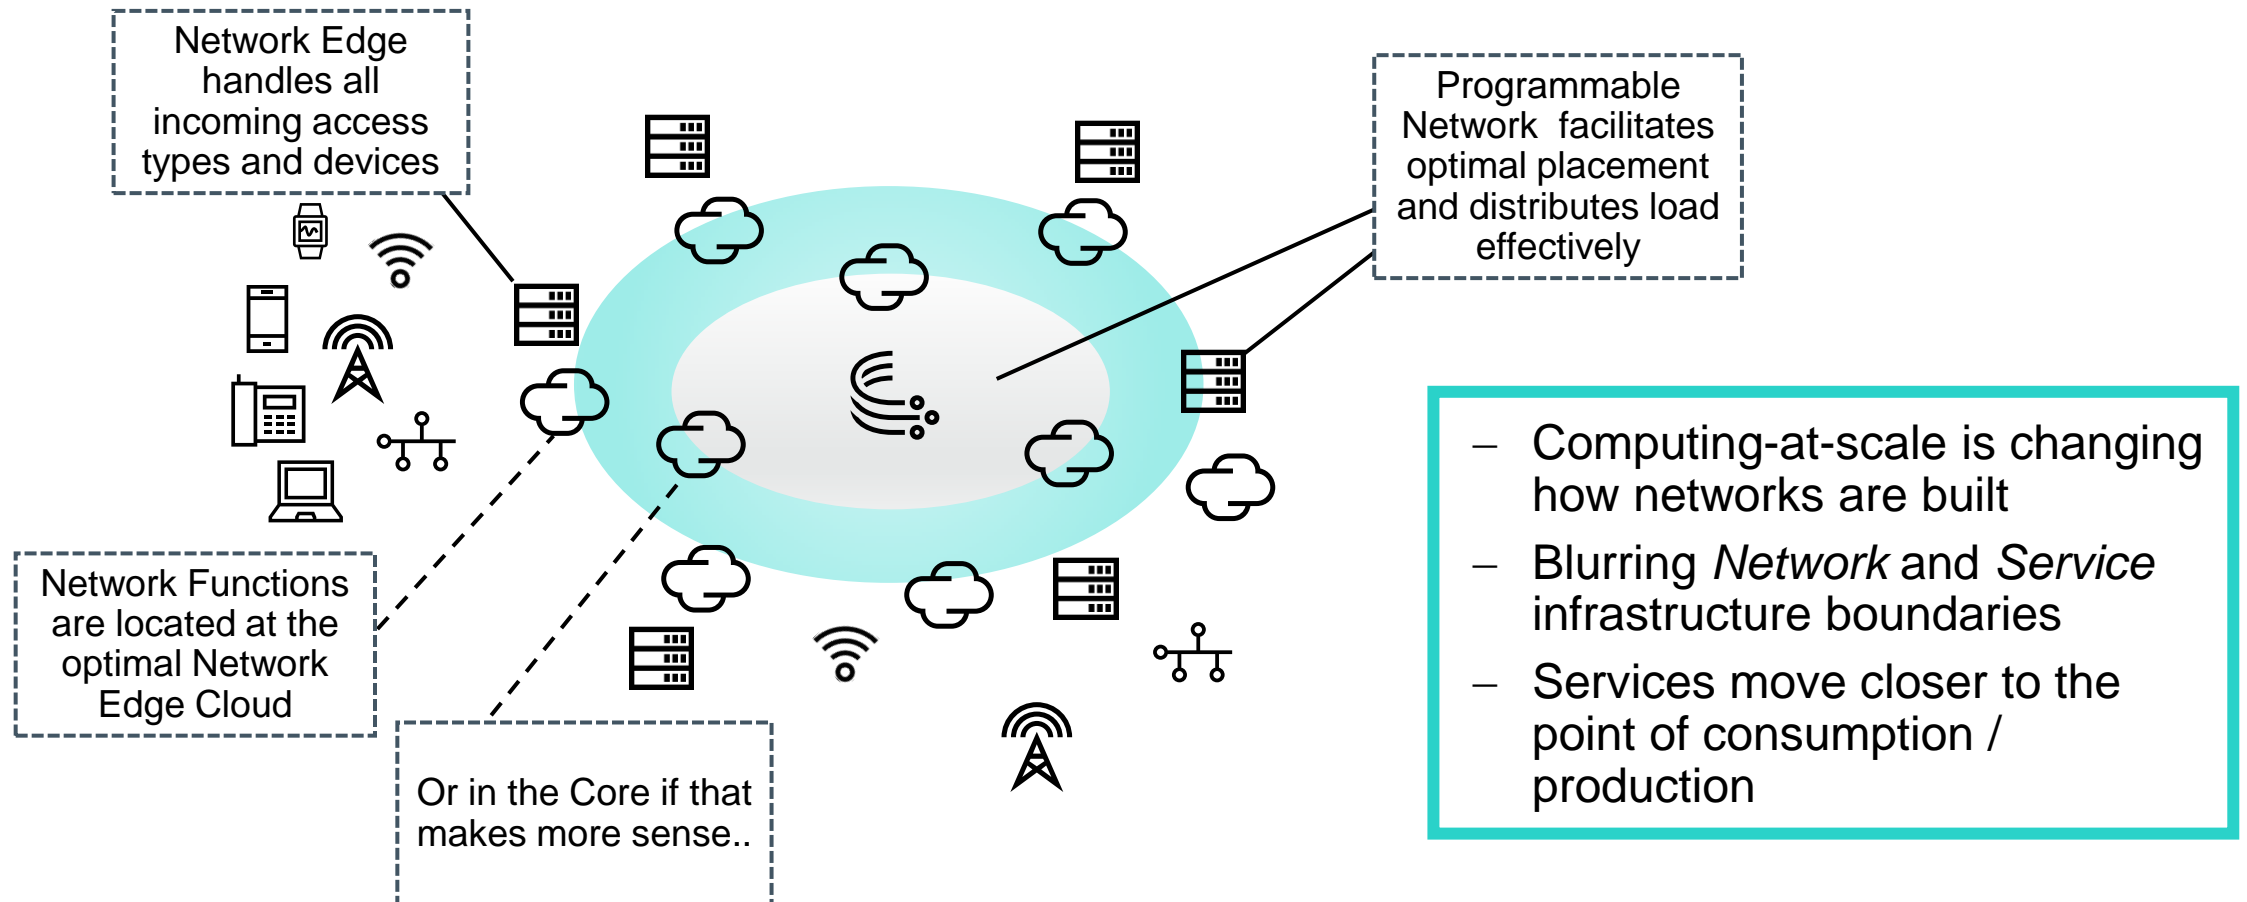 Network Edge
handles all
incoming access
types and devices
Programmable
Network  facilitates
optimal placement
and distributes load
effectively
Network Functions
are located at the
optimal Network
Edge Cloud
Or in the Core if that
makes more sense..
– Computing-at-scale is changing
how networks are built
– Blurring Network and Service
infrastructure boundaries
– Services move closer to the
point of consumption /
production